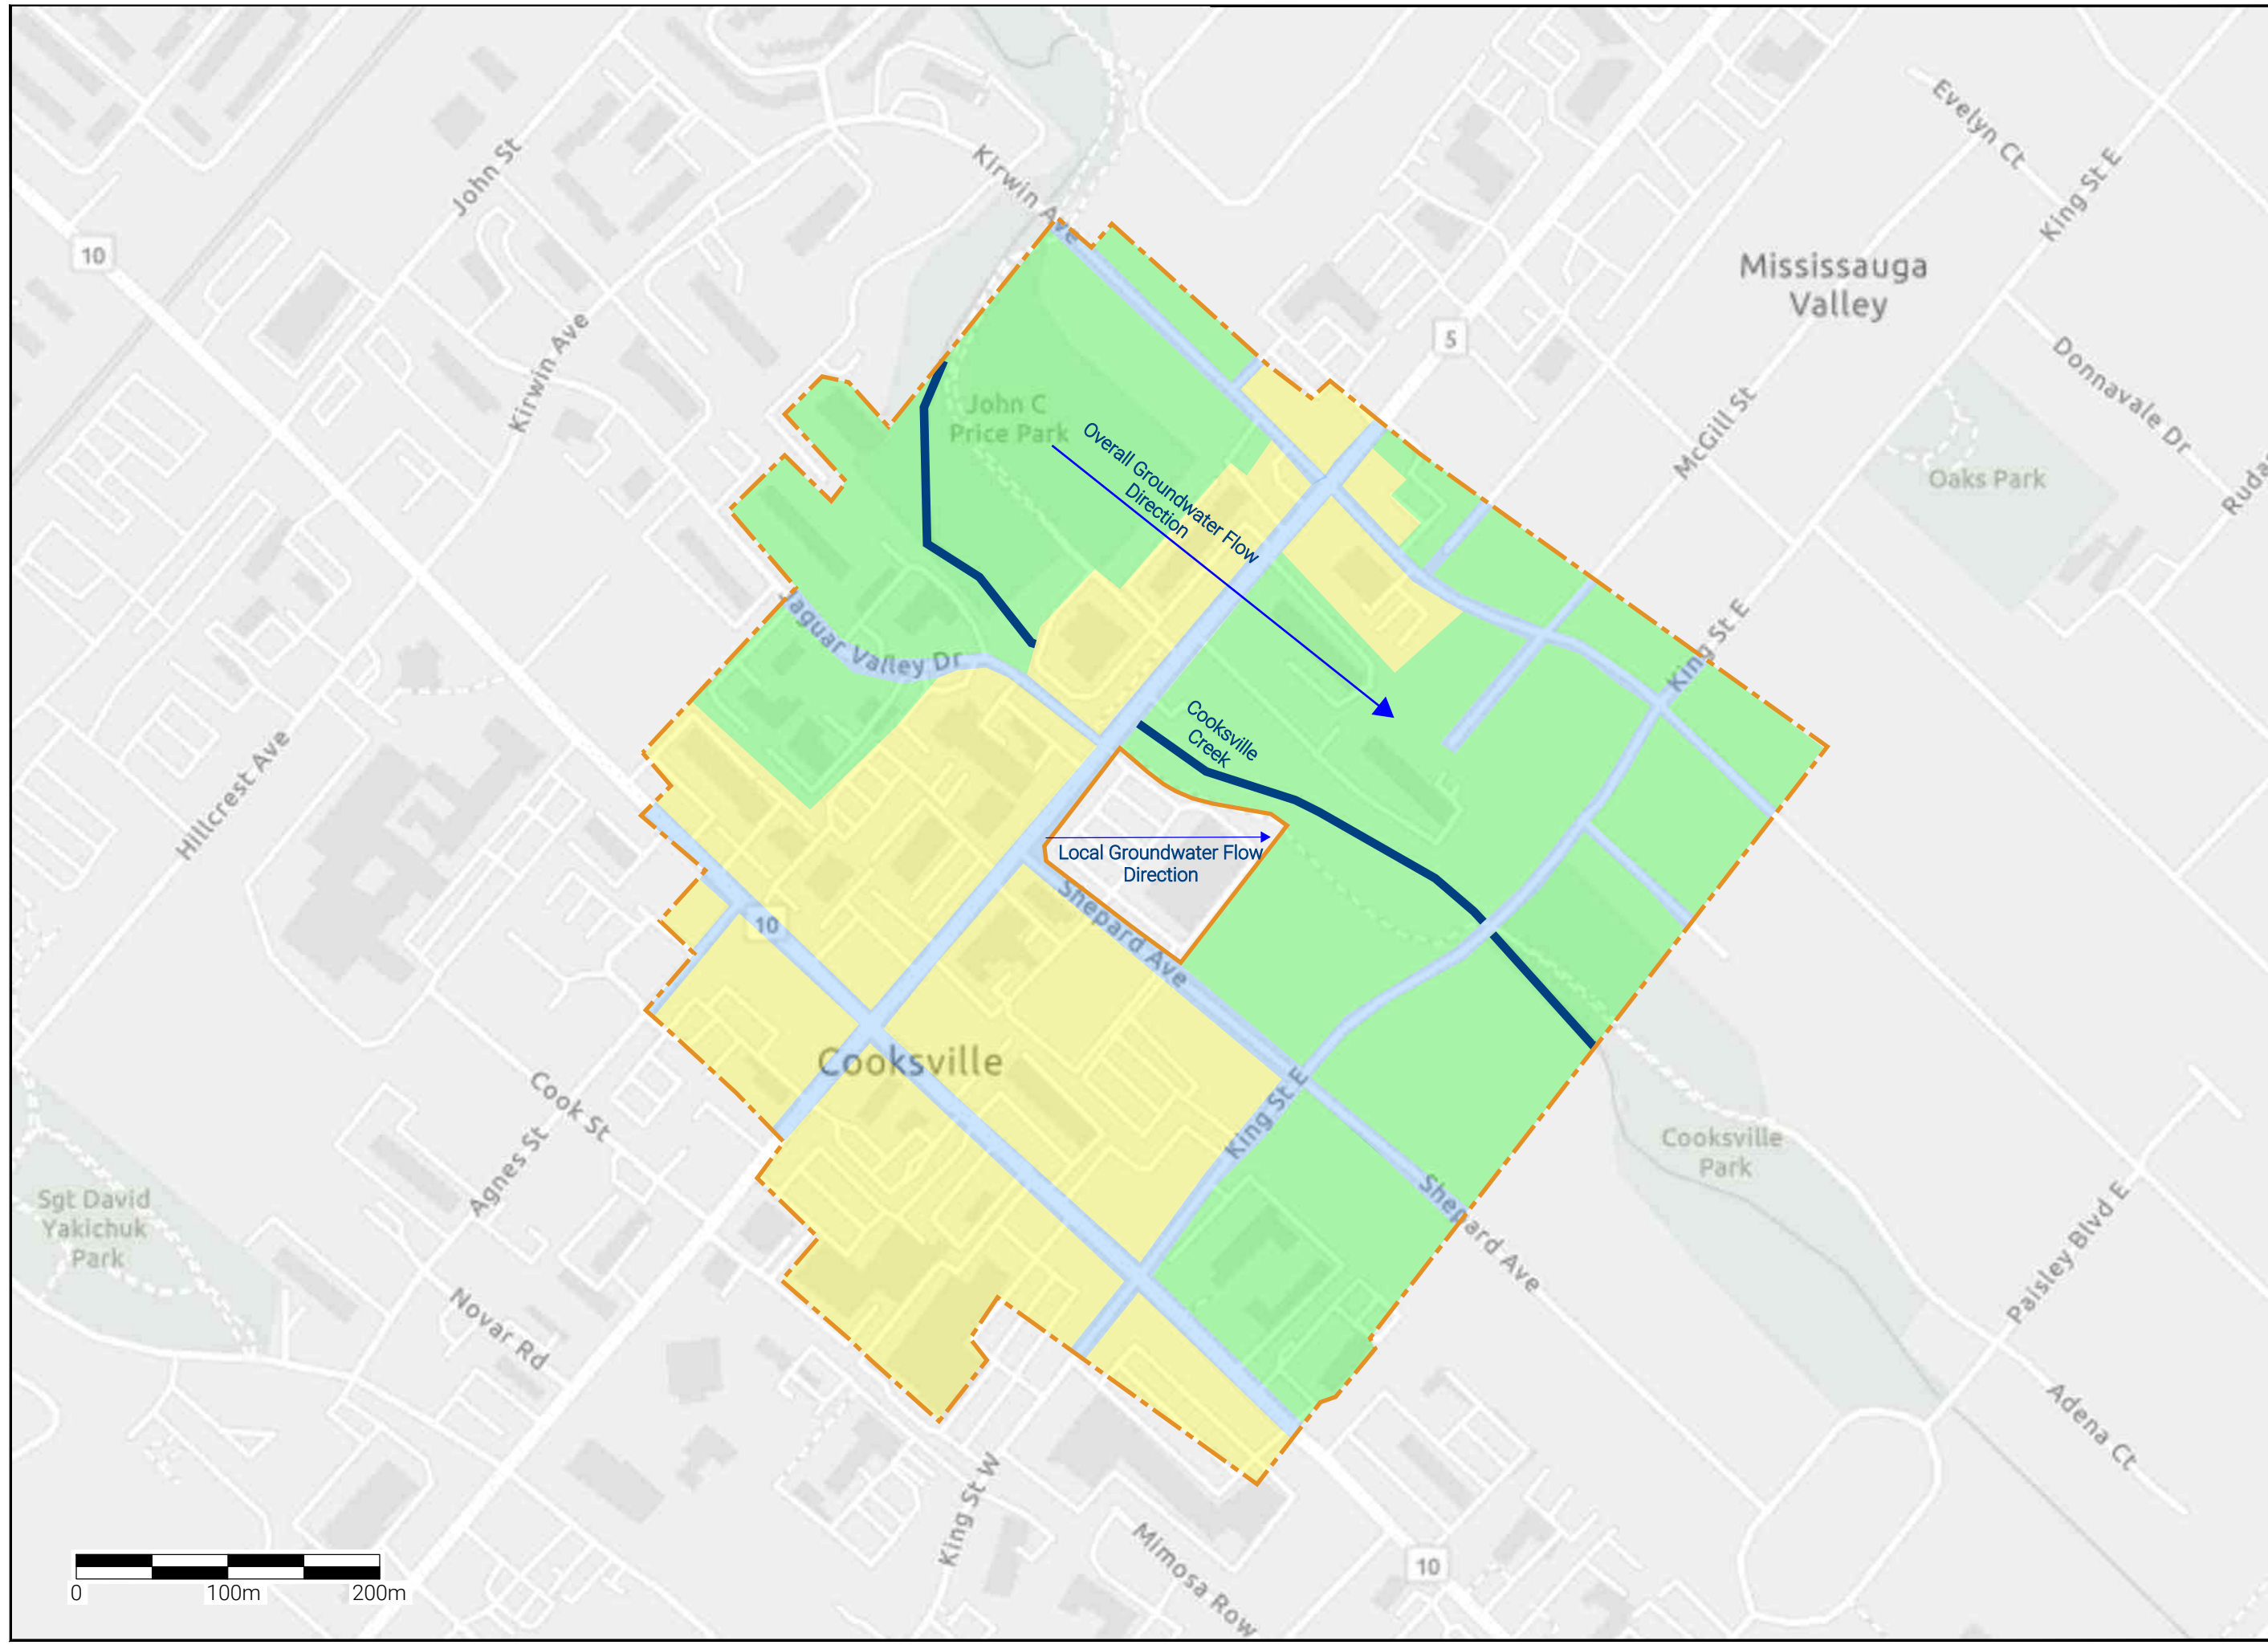 Evelyn Ct
King St E
John St
Kirwin Ave
10
Mississauga
Valley
5
Kirwin Ave
Donnavale Dr
John C
Price Park
McGill St
Oaks Park
Overall Groundwater Flow
Direction
King St E
Jaguar Valley Dr
Cooksville
Creek
Hillcrest Ave
Local Groundwater Flow
Direction
Shepard Ave
10
Cooksville
Cook St
Agnes St
King St E
Cooksville
Park
Sgt David
Yakichuk
Park
Shepard Ave
Paisley Blvd E
Novar Rd
Adena Ct
King St W
Mimosa Row
10
0
100m
200m